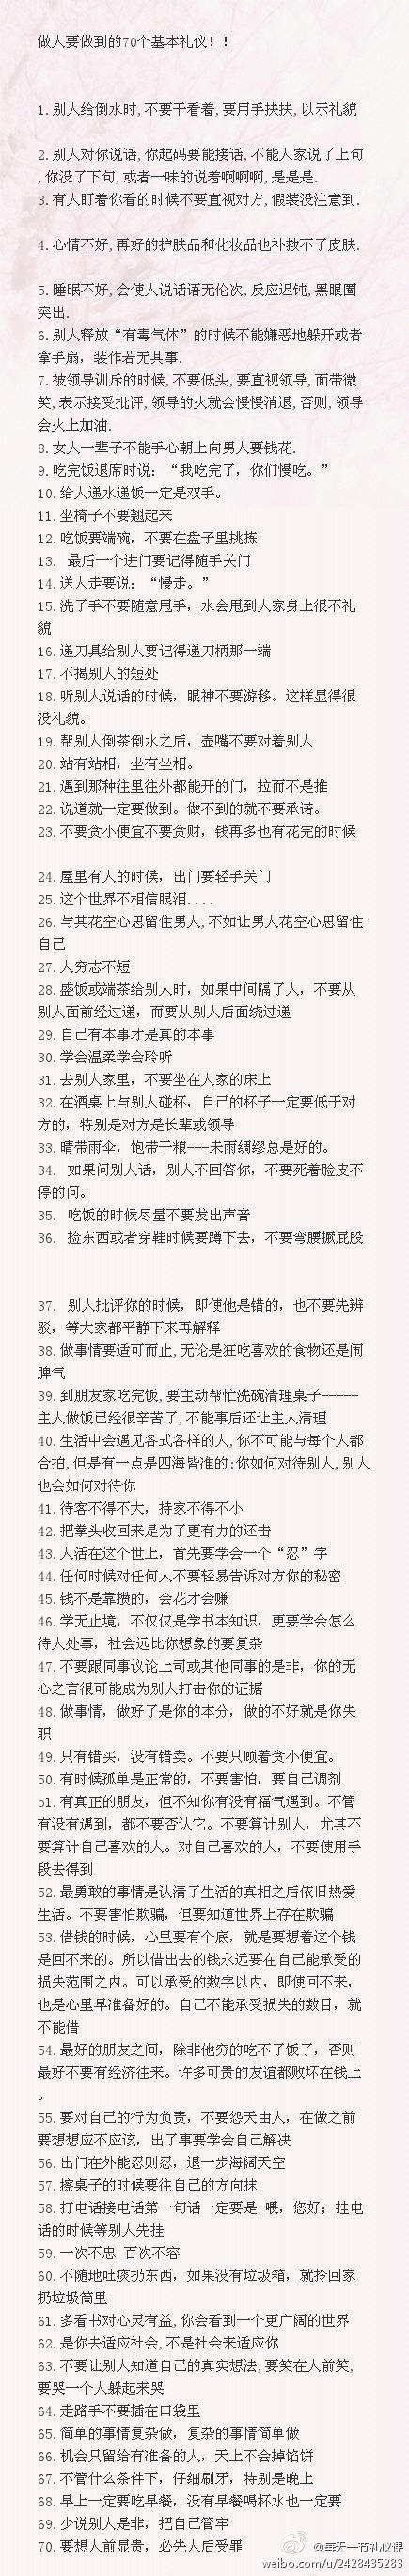 做人要做到的70个基本礼仪！！
1.别人给倒水时,不要干看着,要用手扶扶,以示礼貌
2.别人对你说话,你起码要能接话,不能人家说了上句
,你没了下句,或者一味的说着啊啊啊,是是是.
3.有人盯着你看的时候不要直视对方,假装没注意到.
4.心情不好,再好的护肤品和化妆品也补救不了皮肤.
5.睡眠不好,会使人说话语无伦次,反应迟钝,黑眼圈
突出.
6.别人释放“有毒气体”的时候不能嫌恶地躲开或者
拿手扇，装作若无其事.
7.被领导训斥的时候,不要低头,要直视领导,面带微
笑,表示接受批评,领导的火就会慢慢消退,否则,领导
会火上加油.
8.女人一辈子不能手心朝上向男人要钱花.
9.吃完饭退席时说：“我吃完了,你们慢吃。”
10.给人递水递饭一定是双手。
11.坐椅子不要翘起来
12.吃饭要端碗，不要在盘子里挑拣
13. 最后一个进门要记得随手关门
14.送人走要说：“慢走。”
15.洗了手不要随意甩手，水会甩到人家身上很不礼
貌
16.递刀具给别人要记得递刀柄那一端
17.不揭别人的短处
18.听别人说话的时候，眼神不要游移。这样显得很
没礼貌。
19.帮别人倒茶倒水之后，壶嘴不要对着别人
20.站有站相，坐有坐相。
21.遇到那种往里往外都能开的门，拉而不是推
22.说道就一定要做到。做不到的就不要承诺。
23.不要贪小便宜不要贪财，钱再多也有花完的时候
24.屋里有人的时候，出门要轻手关门
25.这个世界不相信眼泪....
26.与其花空心思留住男人,不如让男人花空心思留住
自己
27.人穷志不短
28.盛饭或端茶给别人时，如果中间隔了人，不要从
别人面前经过递，而要从别人后面绕过递
29.自己有本事才是真的本事
30.学会温柔学会聆听
31.去别人家里，不要坐在人家的床上
32.在酒桌上与别人碰杯，自己的杯子一定要低于对
方的，特别是对方是长辈或领导
33.晴带雨伞，饱带干粮---未雨绸缪总是好的。
34. 如果问别人话，别人不回答你，不要死着脸皮不
停的问。
35. 吃饭的时候尽量不要发出声音
36. 捡东西或者穿鞋时候要蹲下去，不要弯腰撅屁股
37. 别人批评你的时候，即使他是错的，也不要先辨
驳，等大家都平静下来再解释
38.做事情要适可而止,无论是狂吃喜欢的食物还是闹
脾气
39.到朋友家吃完饭,要主动帮忙洗碗清理桌子-----
主人做饭已经很辛苦了,不能事后还让主人清理
40.生活中会遇见各式各样的人,你不可能与每个人都
合拍,但是有一点是四海皆准的:你如何对待别人,别人
也会如何对待你
41.待客不得不大，持家不得不小
42.把拳头收回来是为了更有力的还击
43.人活在这个世上，首先要学会一个“忍”字
44.任何时候对任何人不要轻易告诉对方你的秘密
45.钱不是靠攒的，会花才会赚
46.学无止境，不仅仅是学书本知识，更要学会怎么
待人处事，社会远比你想象的要复杂
47.不要跟同事议论上司或其他同事的是非，你的无
心之言很可能成为别人打击你的证据
48.做事情，做好了是你的本分，做的不好就是你失
职
49.只有错买，没有错卖。不要只顾着贪小便宜。
50.有时候孤单是正常的，不要害怕，要自己调剂
51.有真正的朋友，但不知你有没有福气遇到。不管
有没有遇到，都不要否认它。不要算计别人，尤其不
要算计自己喜欢的人。对自己喜欢的人，不要使用手
段去得到
52.最勇敢的事情是认清了生活的真相之后依旧热爱
生活。不要害怕欺骗，但要知道世界上存在欺骗
53.借钱的时候，心里要有个底，就是要想着这个钱
是回不来的。所以借出去的钱永远要在自己能承受的
损失范围之内。可以承受的数字以内，即使回不来，
也是心里早准备好的。自己不能承受损失的数目，就
不能借
54.最好的朋友之间，除非他穷的吃不了饭了，否则
最好不要有经济往来。许多可贵的友谊都败坏在钱上
。
55.要对自己的行为负责，不要怨天由人，在做之前
要想想应不应该，出了事要学会自己解决
56.出门在外能忍则忍，退一步海阔天空
57.擦桌子的时候要往自己的方向抹
58.打电话接电话第一句话一定要是 喂，您好；挂电
话的时候等别人先挂
59.一次不忠 百次不容
60.不随地吐痰扔东西，如果没有垃圾箱，就拎回家
扔垃圾筒里
61.多看书对心灵有益,你会看到一个更广阔的世界
62.是你去适应社会,不是社会来适应你
63.不要让别人知道自己的真实想法,要笑在人前笑,
要哭一个人躲起来哭
64.走路手不要插在口袋里
65.简单的事情复杂做，复杂的事情简单做
66.机会只留给有准备的人，天上不会掉馅饼
67.不管什么条件下，仔细刷牙，特别是晚上
68.早上一定要吃早餐，没有早餐喝杯水也一定要
69.少说别人是非，把自己管牢
70.要想人前显贵，必先人后受罪
@每天一节礼仪课
weibo.com/u/2428435283